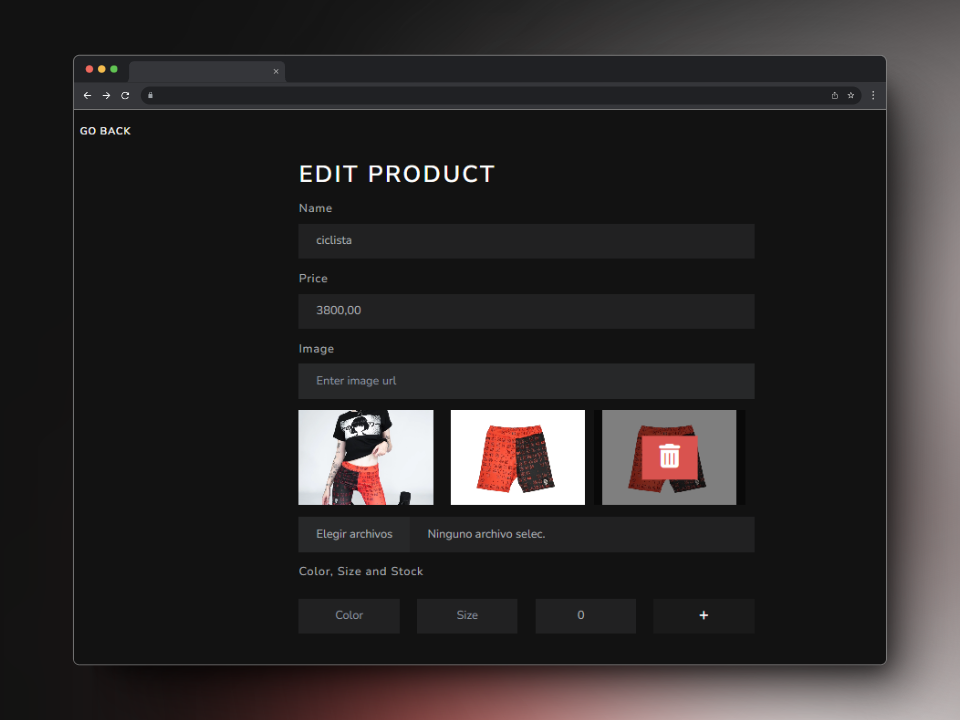 GO BACK
EDIT PRODUCT
Name
ciclista
Price
3800,00
Image
Enter image url
Elegir archivos Ninguno archivo selec.
Color, Size and Stock
Color Size 0 +